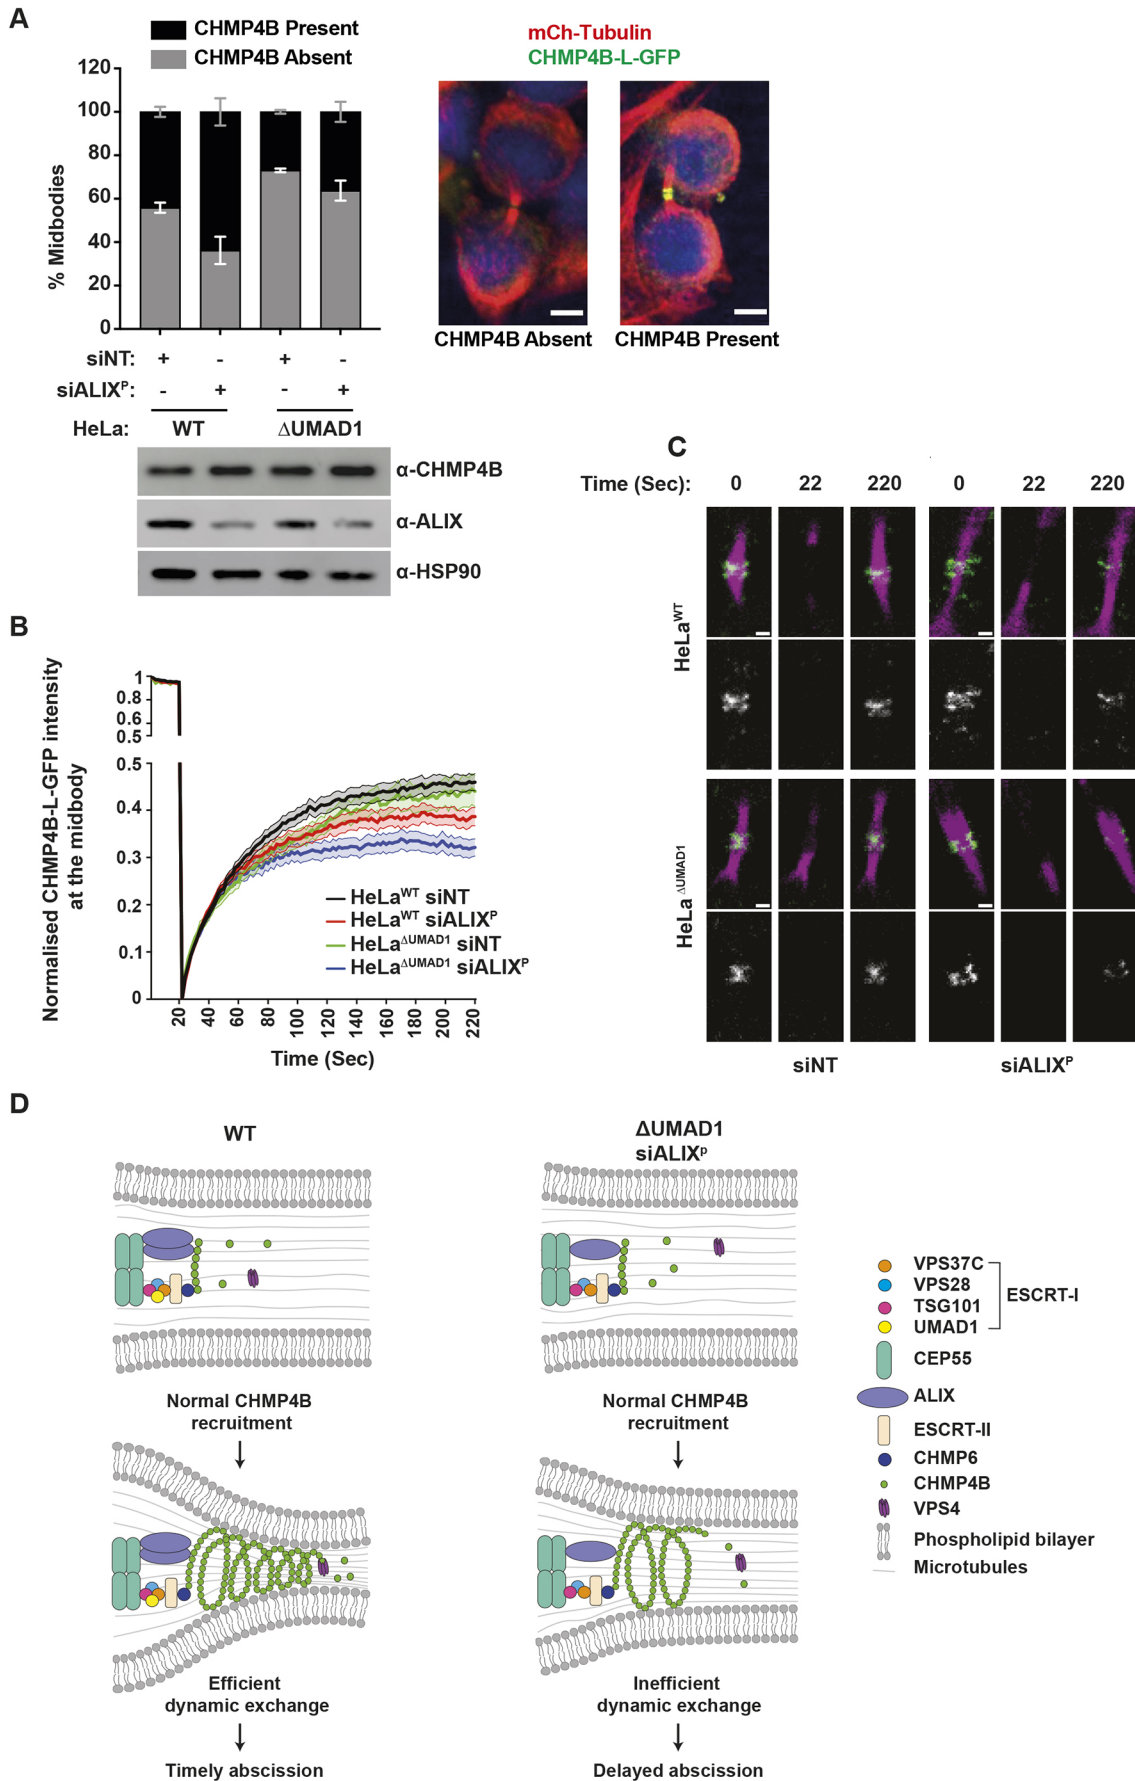 A
CHMP4B Present
CHMP4B Absent
120
100
80
60
40
20
0
% Midbodies
siNT: + - + -
siALIXᴾ: - + - +
HeLa: WT ΔUMAD1
α-CHMP4B
α-ALIX
α-HSP90
mCh-Tubulin
CHMP4B-L-GFP
CHMP4B Absent CHMP4B Present
B
Normalised CHMP4B-L-GFP intensity
at the midbody
1
0.8
0.6
0.5
0.5
0.4
0.3
0.2
0.1
0
HeLaᵂᵀ siNT
HeLaᵂᵀ siALIXᴾ
HeLa^ΔUMAD1 siNT
HeLa^ΔUMAD1 siALIXᴾ
20 40 60 80 100 120 140 160 180 200 220
Time (Sec)
C
Time (Sec): 0 22 220 0 22 220
HeLaᵂᵀ
HeLa^ΔUMAD1
siNT siALIXᴾ
D
WT
Normal CHMP4B
recruitment
Efficient
dynamic exchange
Timely abscission
ΔUMAD1
siALIXᵖ
Normal CHMP4B
recruitment
Inefficient
dynamic exchange
Delayed abscission
VPS37C
VPS28
TSG101
UMAD1
ESCRT-I
CEP55
ALIX
ESCRT-II
CHMP6
CHMP4B
VPS4
Phospholipid bilayer
Microtubules